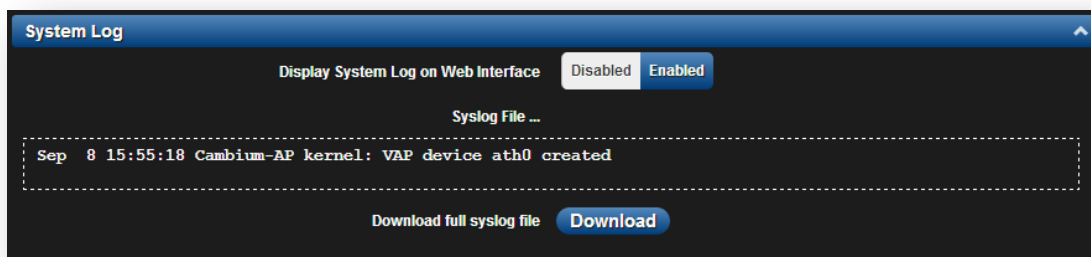 System Log
Display System Log on Web Interface Disabled Enabled
Syslog File ...
Sep  8 15:55:18 Cambium-AP kernel: VAP device ath0 created
Download full syslog file Download